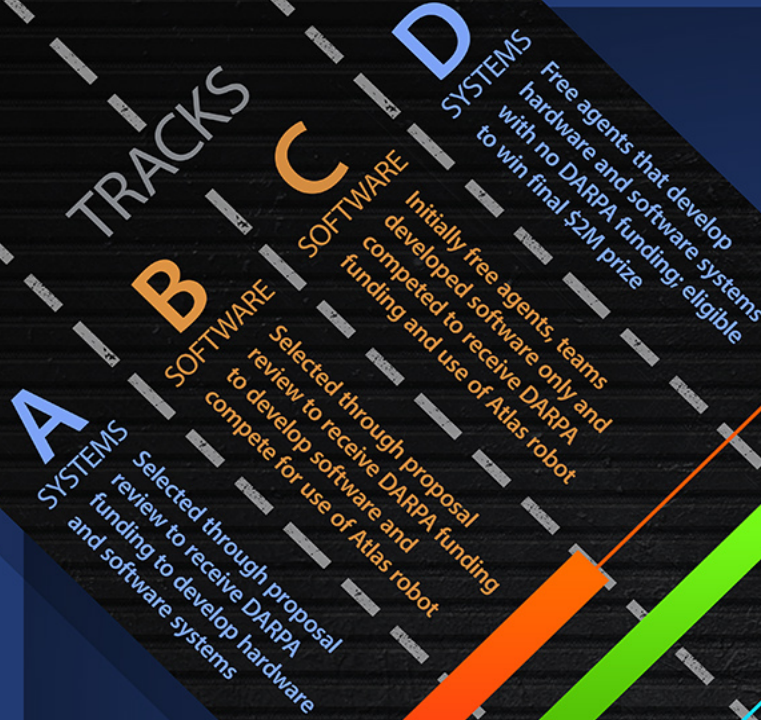 TRACKS
A
SYSTEMS
Selected through proposal
review to receive DARPA
funding to develop hardware
and software systems
B
SOFTWARE
Selected through proposal
review to receive DARPA funding
to develop software and
compete for use of Atlas robot
C
SOFTWARE
Initially free agents, teams
developed software only and
competed to receive DARPA
funding and use of Atlas robot
D
SYSTEMS
Free agents that develop
hardware and software systems
with no DARPA funding; eligible
to win final $2M prize